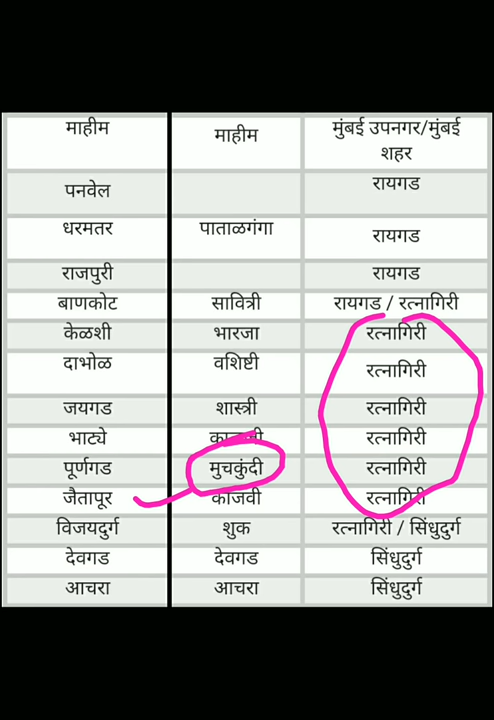 माहीम माहीम मुंबई उपनगर/मुंबई
शहर
पनवेल रायगड
धरमतर पाताळगंगा रायगड
राजपुरी रायगड
बाणकोट सावित्री रायगड / रत्नागिरी
केळशी भारजा रत्नागिरी
दाभोळ वशिष्टी रत्नागिरी
जयगड शास्त्री रत्नागिरी
भाट्ये रत्नागिरी
पूर्णगड मुचकुंदी रत्नागिरी
जैतापूर काजवी रत्नागिरी
विजयदुर्ग शुक रत्नागिरी / सिंधुदुर्ग
देवगड देवगड सिंधुदुर्ग
आचरा आचरा सिंधुदुर्ग